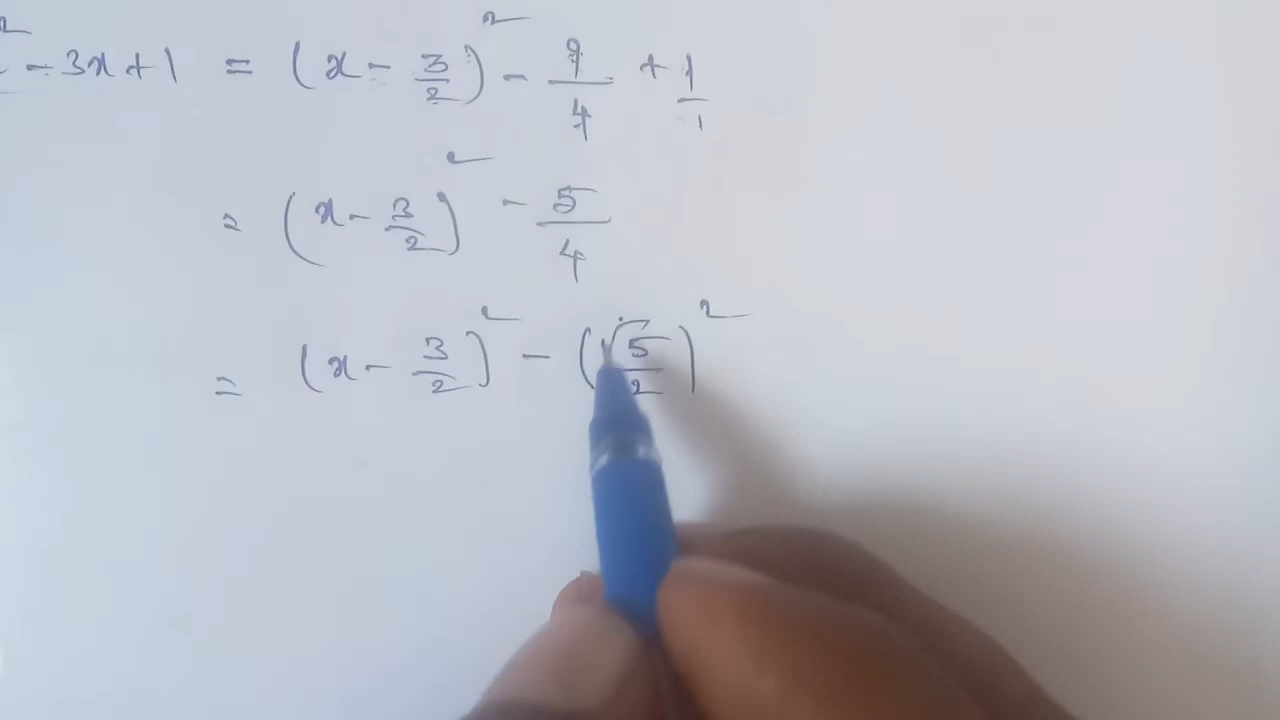 ² - 3x + 1 = (x - 3/2)² - 9/4 + 1/1
= (x - 3/2)² - 5/4
= (x - 3/2)² - (√5/2)²